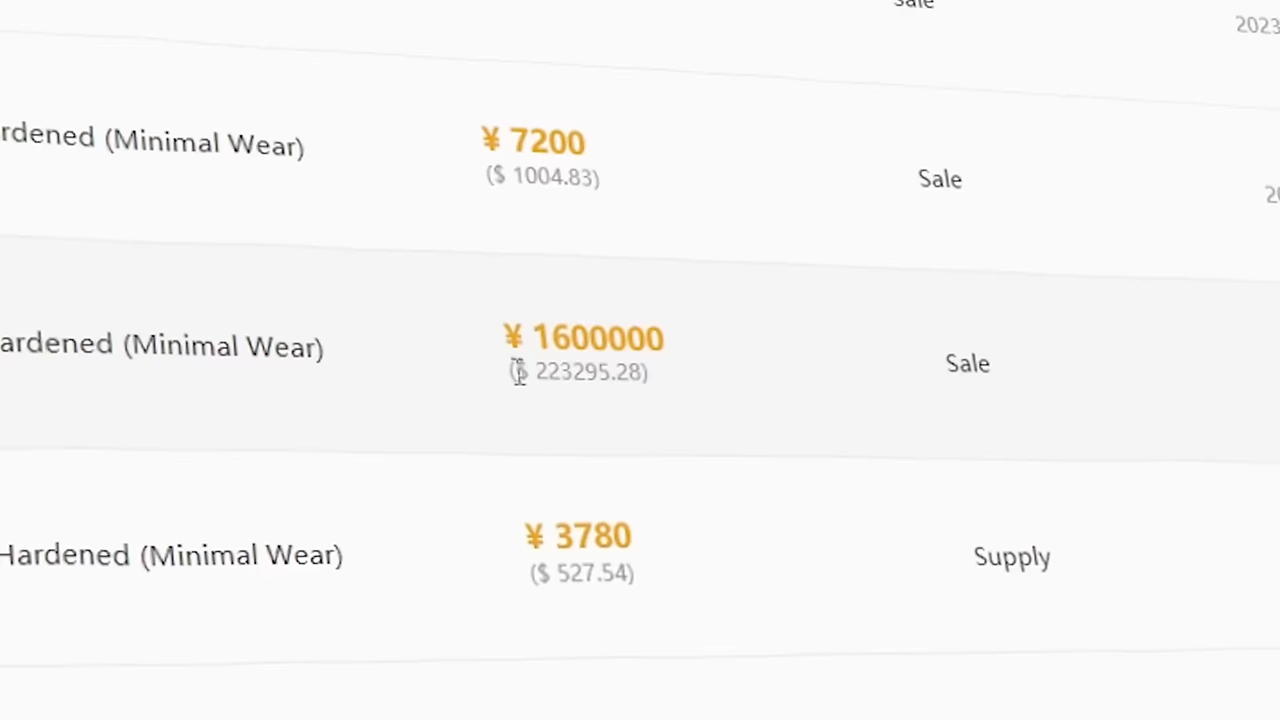 Sale
2023
rdened (Minimal Wear)
¥ 7200
($ 1004.83)
Sale
20
ardened (Minimal Wear)
¥ 1600000
($ 223295.28)
Sale
Hardened (Minimal Wear)
¥ 3780
($ 527.54)
Supply